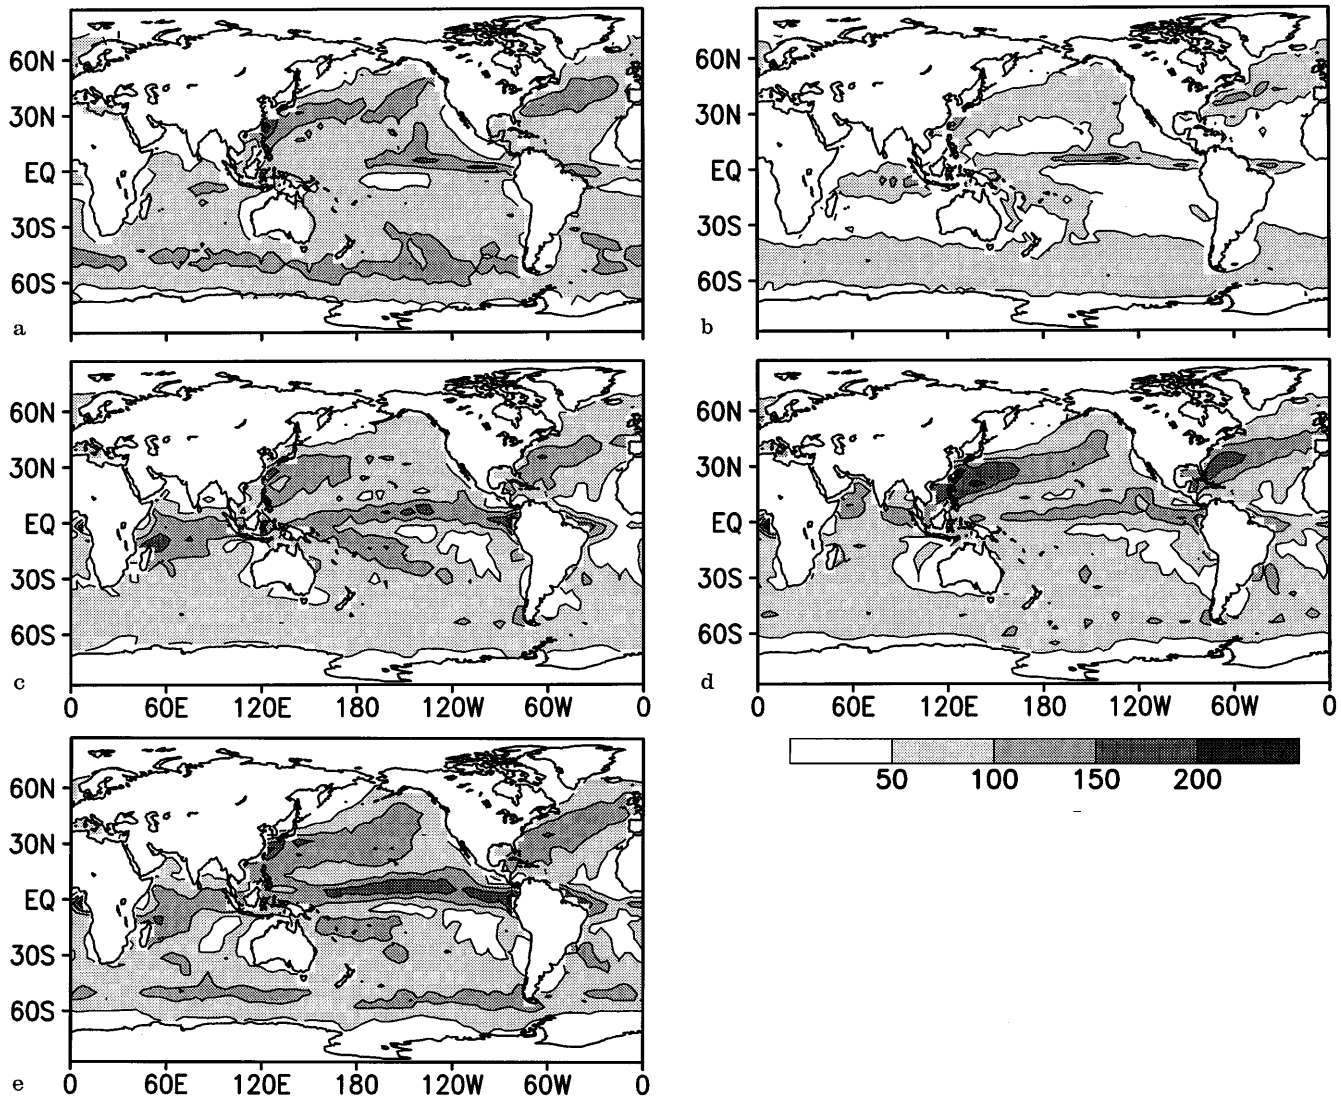 60N 60N
30N 30N
EQ EQ
30S 30S
60S 60S
a b
60N 60N
30N 30N
EQ EQ
30S 30S
60S 60S
c d
0 60E 120E 180 120W 60W 0 0 60E 120E 180 120W 60W 0
50 100 150 200
60N
30N
EQ
30S
60S
e
0 60E 120E 180 120W 60W 0